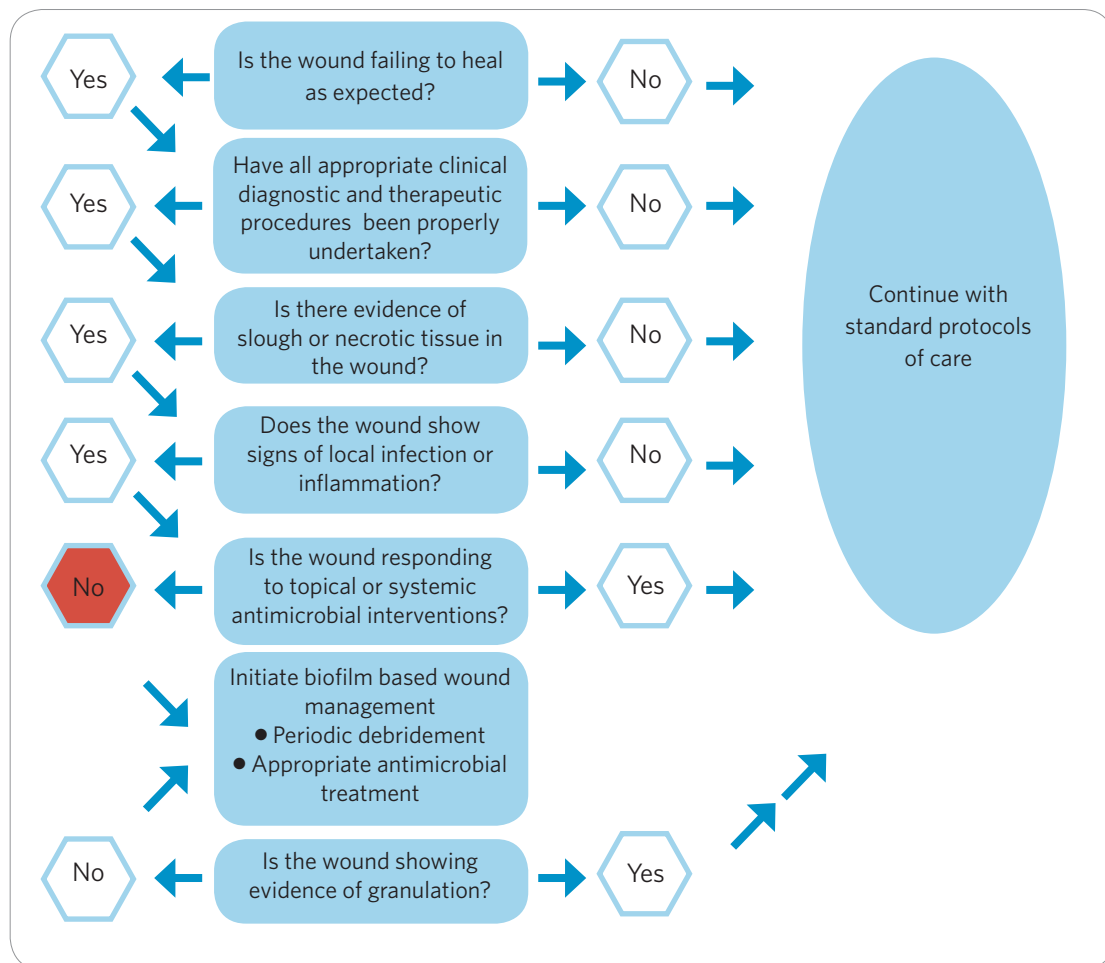 Yes
Is the wound failing to heal
as expected?
No
Yes
Have all appropriate clinical
diagnostic and therapeutic
procedures been properly
undertaken?
No
Yes
Is there evidence of
slough or necrotic tissue in
the wound?
No
Continue with
standard protocols
of care
Yes
Does the wound show
signs of local infection or
inflammation?
No
No
Is the wound responding
to topical or systemic
antimicrobial interventions?
Yes
Initiate biofilm based wound
management
● Periodic debridement
● Appropriate antimicrobial
treatment
No
Is the wound showing
evidence of granulation?
Yes